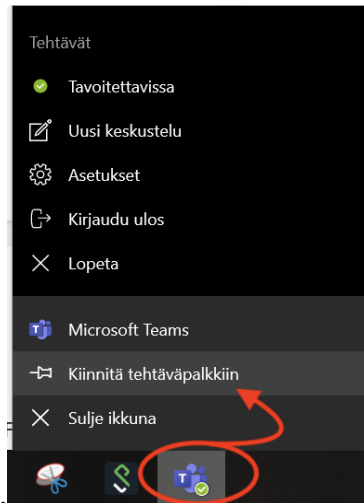 Tehtävät
Tavoitettavissa
Uusi keskustelu
Asetukset
Kirjaudu ulos
Lopeta
Microsoft Teams
Kiinnitä tehtäväpalkkiin
Sulje ikkuna